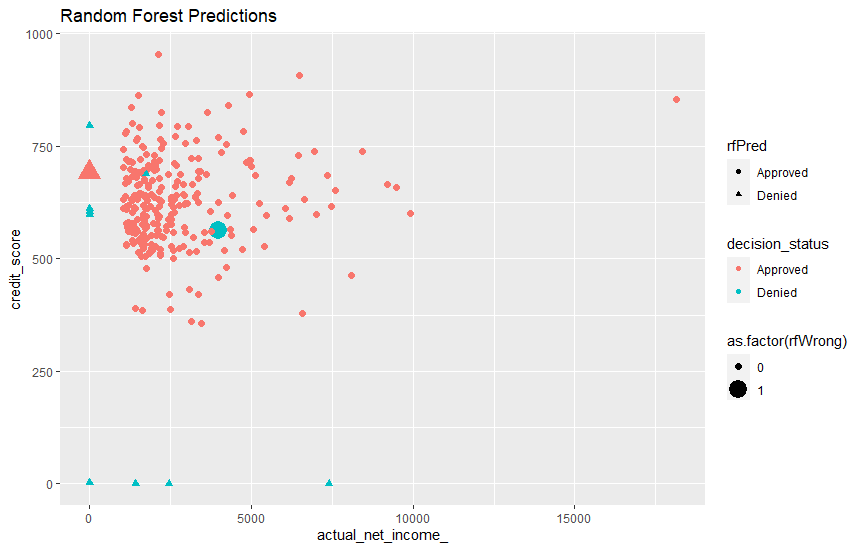 Random Forest Predictions
1000
750
500
250
0
credit_score
0
5000
10000
15000
actual_net_income_
rfPred
Approved
Denied
decision_status
Approved
Denied
as.factor(rfWrong)
0
1